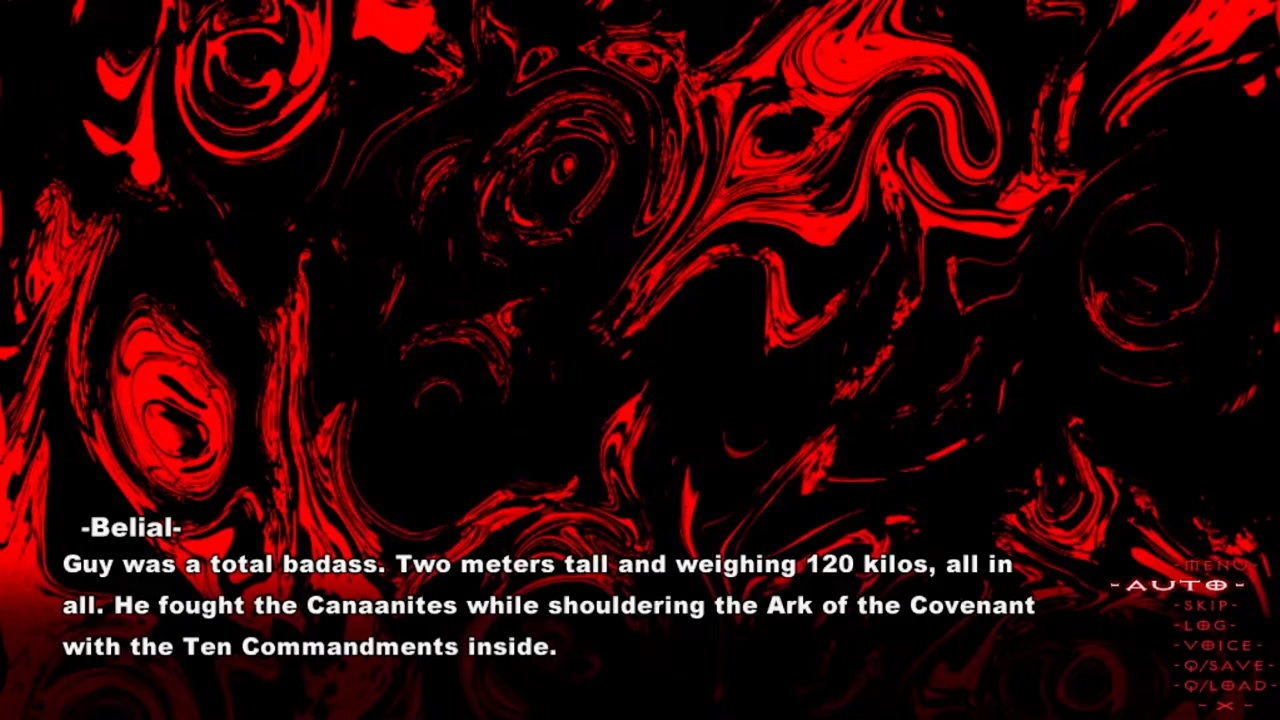 -Belial-
Guy was a total badass. Two meters tall and weighing 120 kilos, all in
all. He fought the Canaanites while shouldering the Ark of the Covenant
with the Ten Commandments inside.
-MENU-
-AUTO-
-SKIP-
-LOG-
-VOICE-
-Q/SAVE-
-Q/LOAD-
-X-